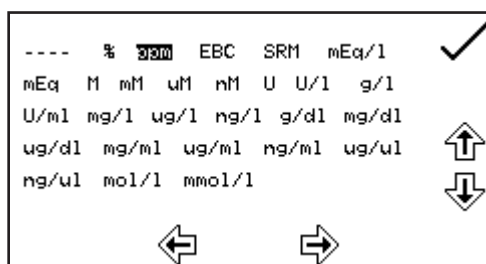 ---- % ppm EBC SRM mEq/l
mEq M mM uM nM U U/l g/l
U/ml mg/l ug/l ng/l g/dl mg/dl
ug/dl mg/ml ug/ml ng/ml ug/ul
ng/ul mol/l mmol/l